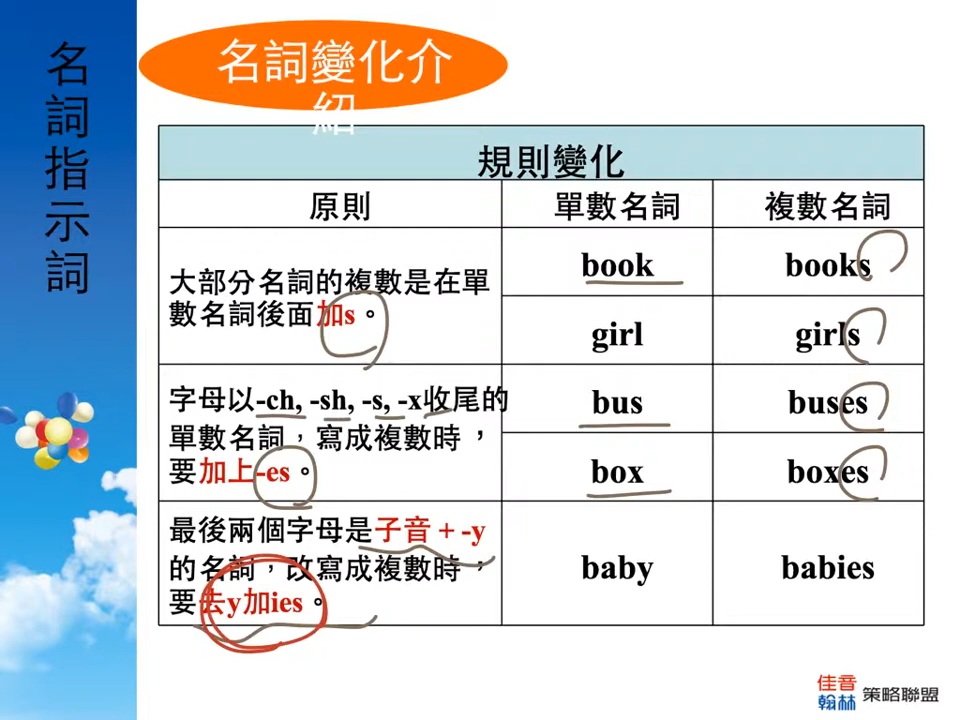 名詞指示詞
名詞變化介
紹
規則變化
原則 單數名詞 複數名詞
大部分名詞的複數是在單
數名詞後面加s。
book books
girl girls
字母以-ch, -sh, -s, -x收尾的
單數名詞，寫成複數時，
要加上-es。
bus buses
box boxes
最後兩個字母是子音 + -y
的名詞，改寫成複數時，
要去y加ies。
baby babies
佳音
翰林
策略聯盟